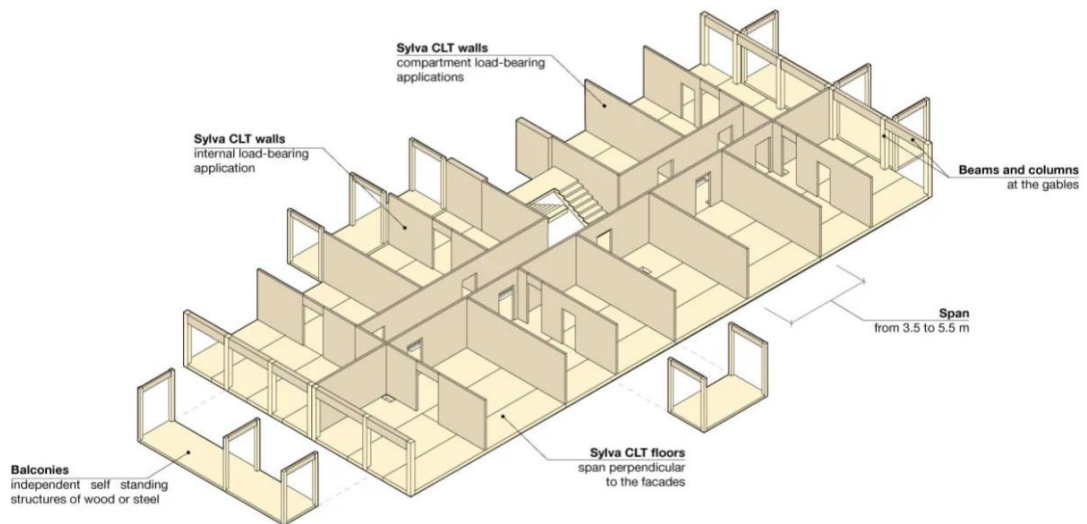 Sylva CLT walls
compartment load-bearing
applications
Sylva CLT walls
internal load-bearing
application
Beams and columns
at the gables
Span
from 3.5 to 5.5 m
Sylva CLT floors
span perpendicular
to the facades
Balconies
independent self standing
structures of wood or steel